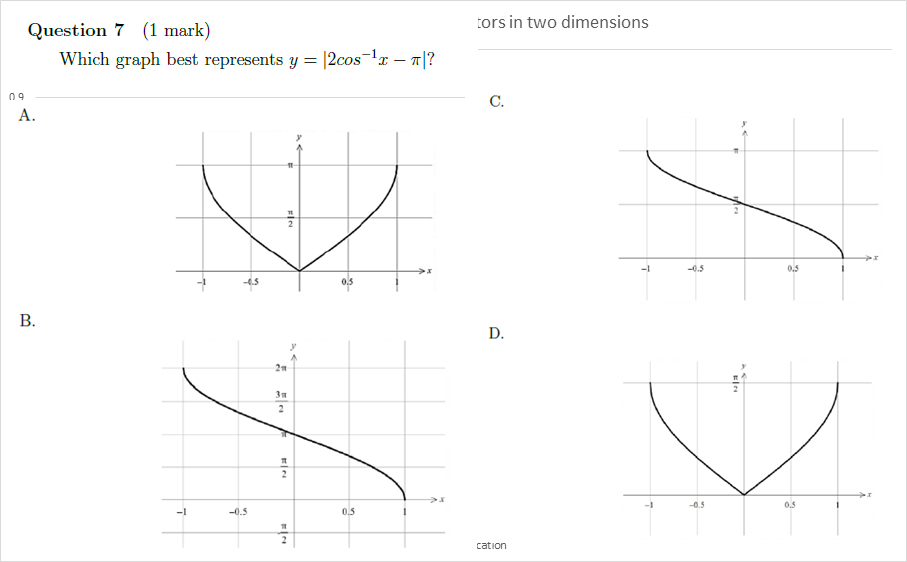 Question 7 (1 mark)
Which graph best represents y = |2cos⁻¹x − π|?
09
A.
y
π
π/2
-1
-0.5
0.5
1
x
B.
y
2π
3π/2
π
π/2
-1
-0.5
0.5
1
x
π/2
tors in two dimensions
C.
y
π
π/2
-1
-0.5
0.5
1
x
D.
y
π/2
-1
-0.5
0.5
1
x
cation